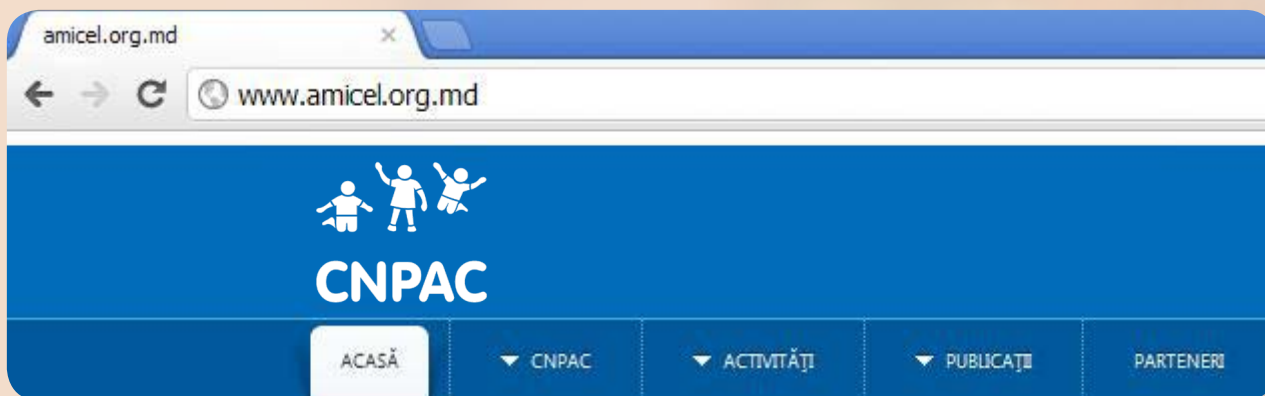 amicel.org.md
www.amicel.org.md
CNPAC
ACASĂ CNPAC ACTIVITĂŢI PUBLICAŢII PARTENERI